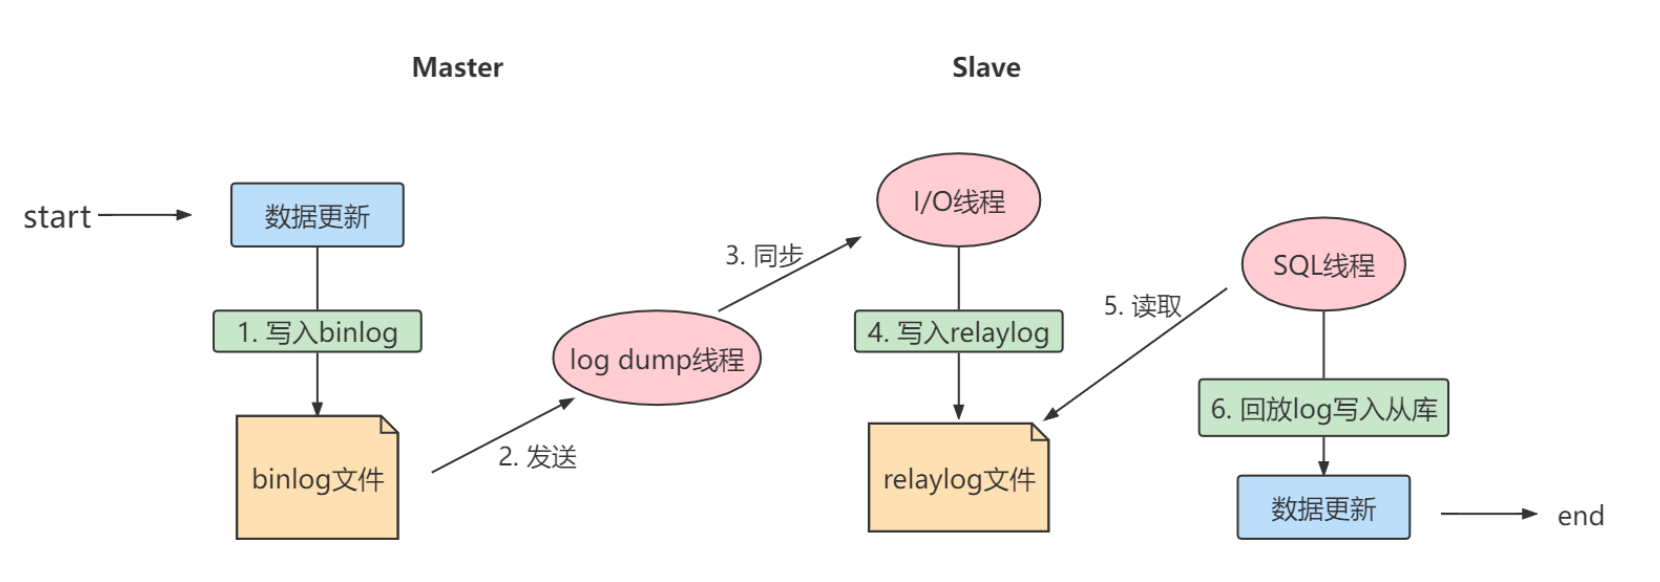 Master
Slave
start
数据更新
1. 写入binlog
binlog文件
2. 发送
log dump线程
3. 同步
I/O线程
4. 写入relaylog
relaylog文件
5. 读取
SQL线程
6. 回放log写入从库
数据更新
end